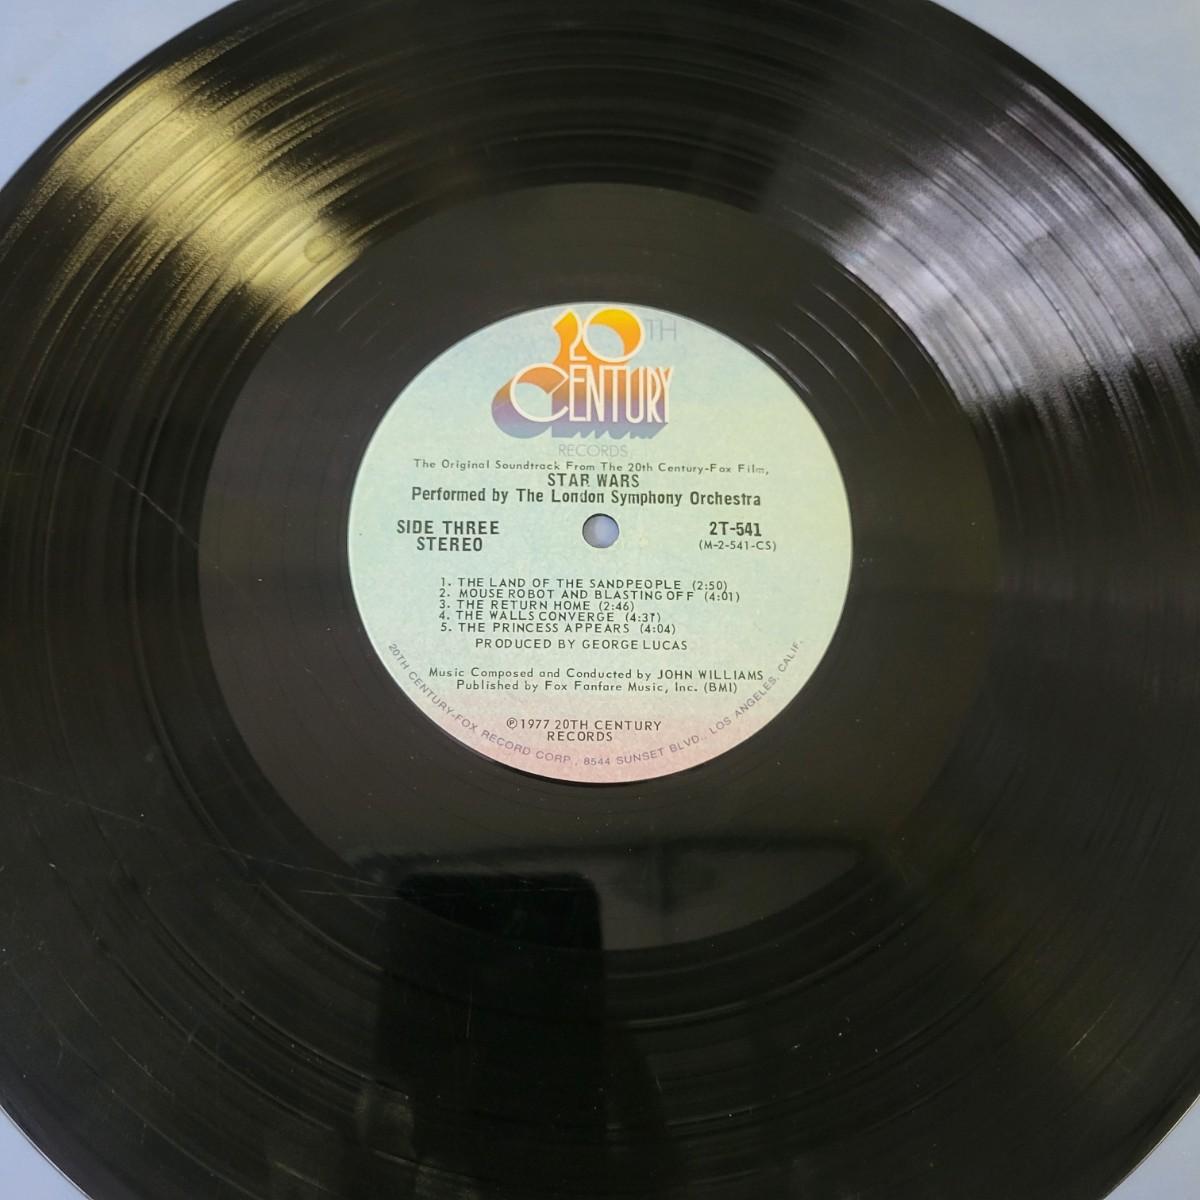 20TH
CENTURY
RECORDS
The Original Soundtrack From The 20th Century-Fox Film,
STAR WARS
Performed by The London Symphony Orchestra
SIDE THREE
STEREO
2T-541
(M-2-541-CS)
1. THE LAND OF THE SANDPEOPLE (2:50)
2. MOUSE ROBOT AND BLASTING OFF (4:01)
3. THE RETURN HOME (2:46)
4. THE WALLS CONVERGE (4:37)
5. THE PRINCESS APPEARS (4:04)
PRODUCED BY GEORGE LUCAS
Music Composed and Conducted by JOHN WILLIAMS
Published by Fox Fanfare Music, Inc. (BMI)
℗1977 20TH CENTURY
RECORDS
20TH CENTURY-FOX RECORD CORP., 8544 SUNSET BLVD., LOS ANGELES, CALIF.